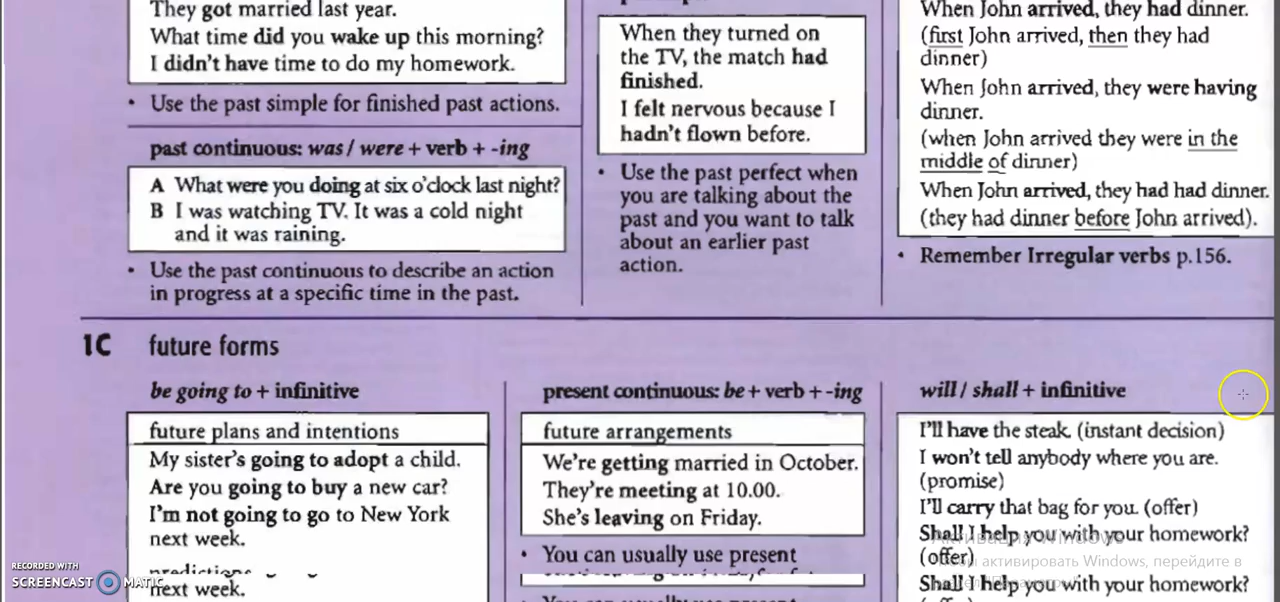 They got married last year.
What time did you wake up this morning?
I didn't have time to do my homework.
• Use the past simple for finished past actions.
past continuous: was / were + verb + -ing
A What were you doing at six o'clock last night?
B I was watching TV. It was a cold night
and it was raining.
• Use the past continuous to describe an action
in progress at a specific time in the past.
When they turned on
the TV, the match had
finished.
I felt nervous because I
hadn't flown before.
• Use the past perfect when
you are talking about the
past and you want to talk
about an earlier past
action.
When John arrived, they had dinner.
(first John arrived, then they had
dinner)
When John arrived, they were having
dinner.
(when John arrived they were in the
middle of dinner)
When John arrived, they had had dinner.
(they had dinner before John arrived).
• Remember Irregular verbs p.156.
1C future forms
be going to + infinitive
future plans and intentions
My sister's going to adopt a child.
Are you going to buy a new car?
I'm not going to go to New York
next week.
next week.
present continuous: be + verb + -ing
future arrangements
We're getting married in October.
They're meeting at 10.00.
She's leaving on Friday.
• You can usually use present
will / shall + infinitive
I'll have the steak. (instant decision)
I won't tell anybody where you are.
(promise)
I'll carry that bag for you. (offer)
Shall I help you with your homework?
(offer)
Shall I help you with your homework?
Активация Windows
Чтобы активировать Windows, перейдите в
RECORDED WITH
SCREENCAST MATIC